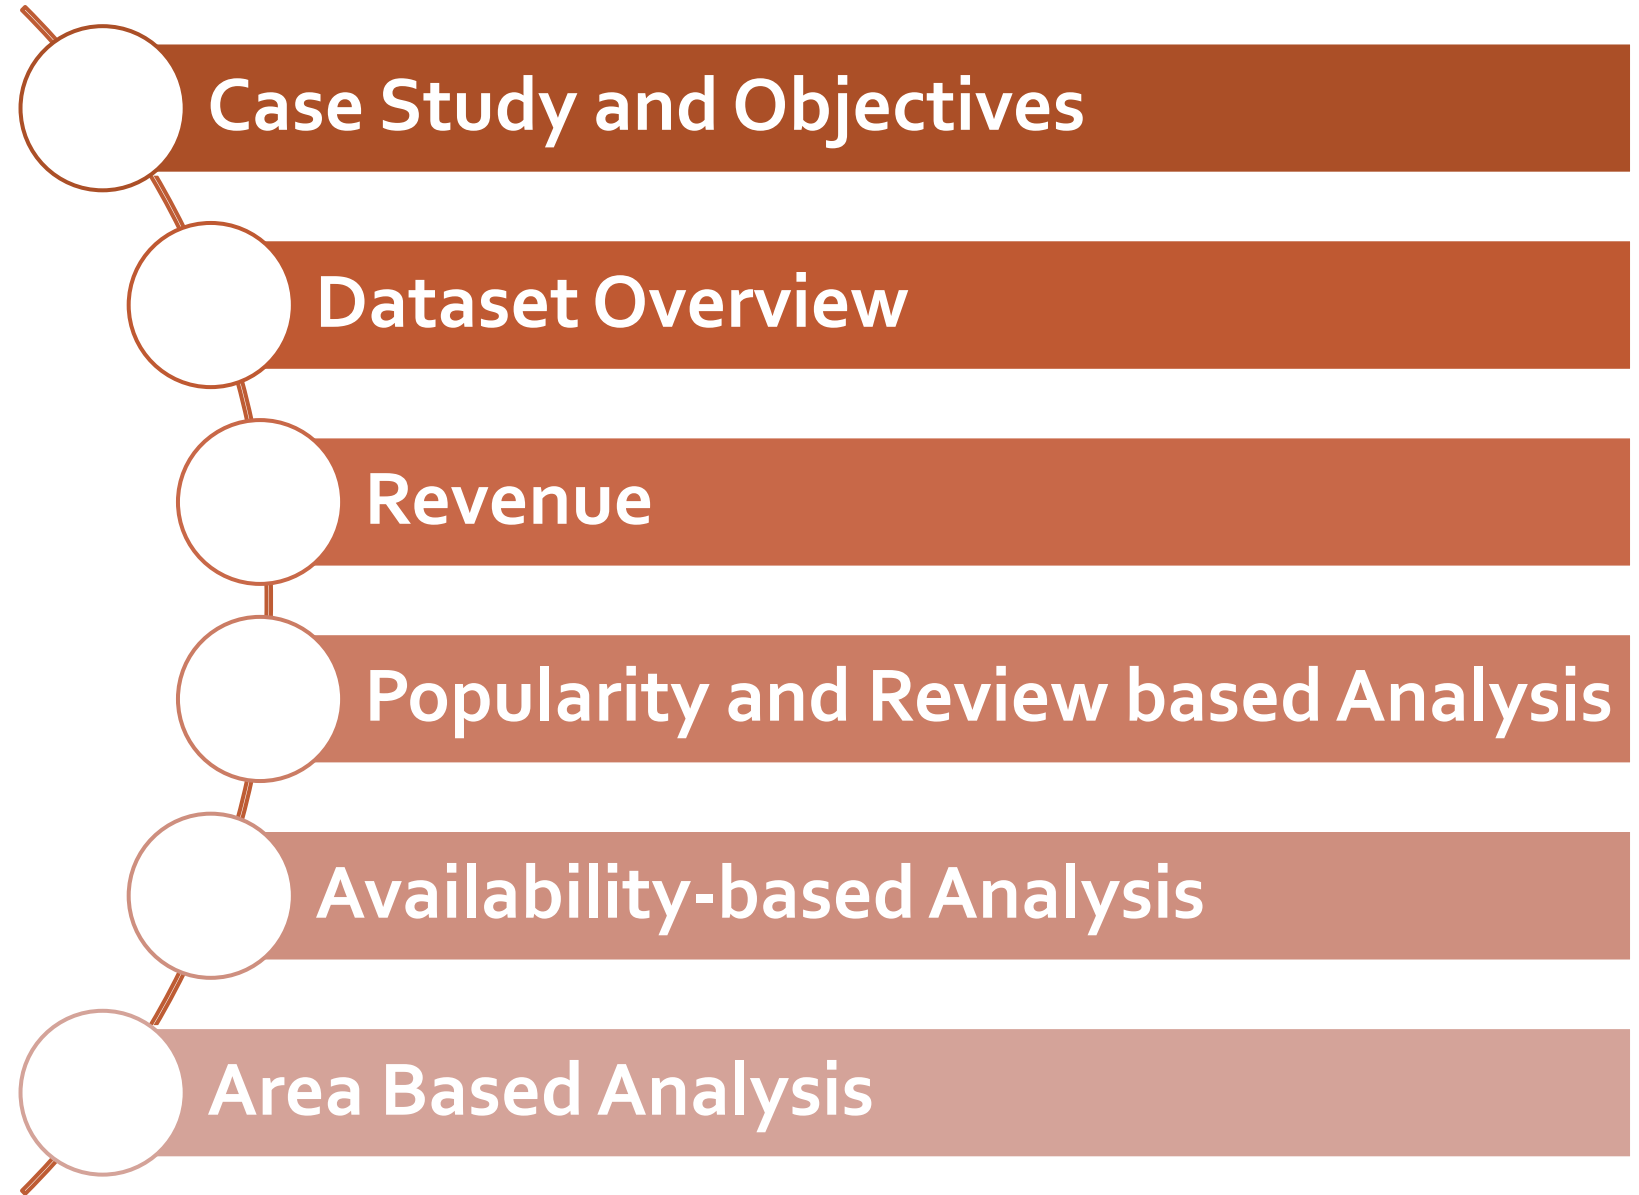 Case Study and Objectives
Dataset Overview
Revenue
Popularity and Review based Analysis
Availability-based Analysis
Area Based Analysis